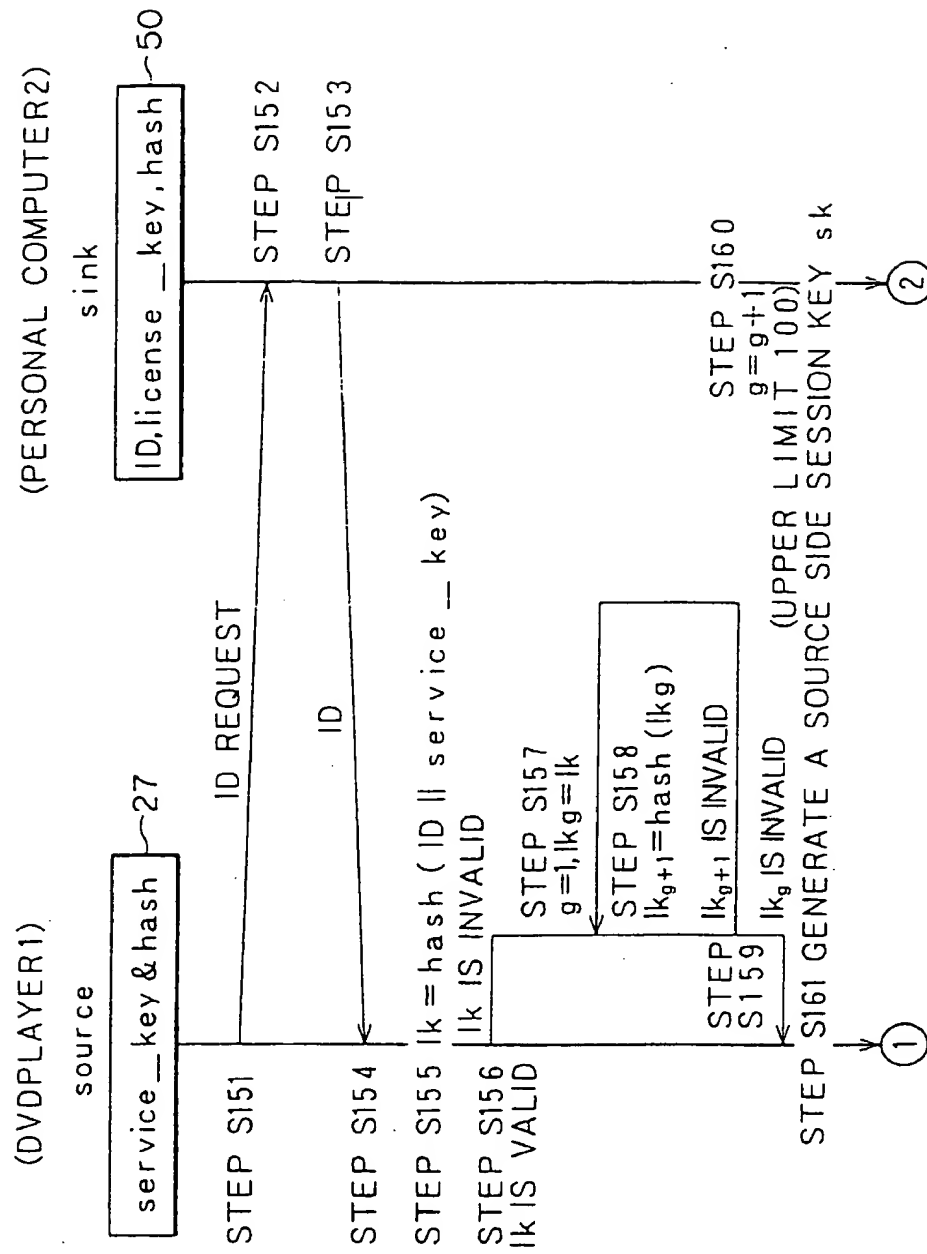 (DVDPLAYER1)
source
service__key&hash
27
(PERSONAL COMPUTER2)
sink
ID,license__key,hash
50
STEP S151
ID REQUEST
STEP S152
STEP S153
ID
STEP S154
STEP S155
lk=hash(ID || service__key)
STEP S156
lk IS VALID
lk IS INVALID
STEP S157
g=1,lkg=lk
STEP S158
lkg+1=hash(lkg)
lkg+1 IS INVALID
STEP
S159
lkg IS INVALID
STEP S160
g=g+1
(UPPER LIMIT 100)
STEP S161 GENERATE A SOURCE SIDE SESSION KEY sk
1
2